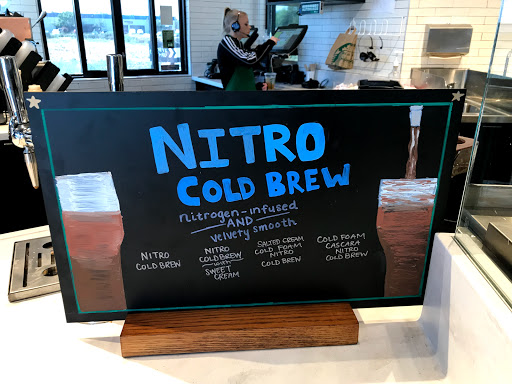 NITRO
COLD BREW
nitrogen-infused
AND
velvety smooth
NITRO
COLD BREW
NITRO
COLD BREW
with
SWEET
CREAM
SALTED CREAM
COLD FOAM
NITRO
COLD BREW
COLD FOAM
CASCARA
NITRO
COLD BREW